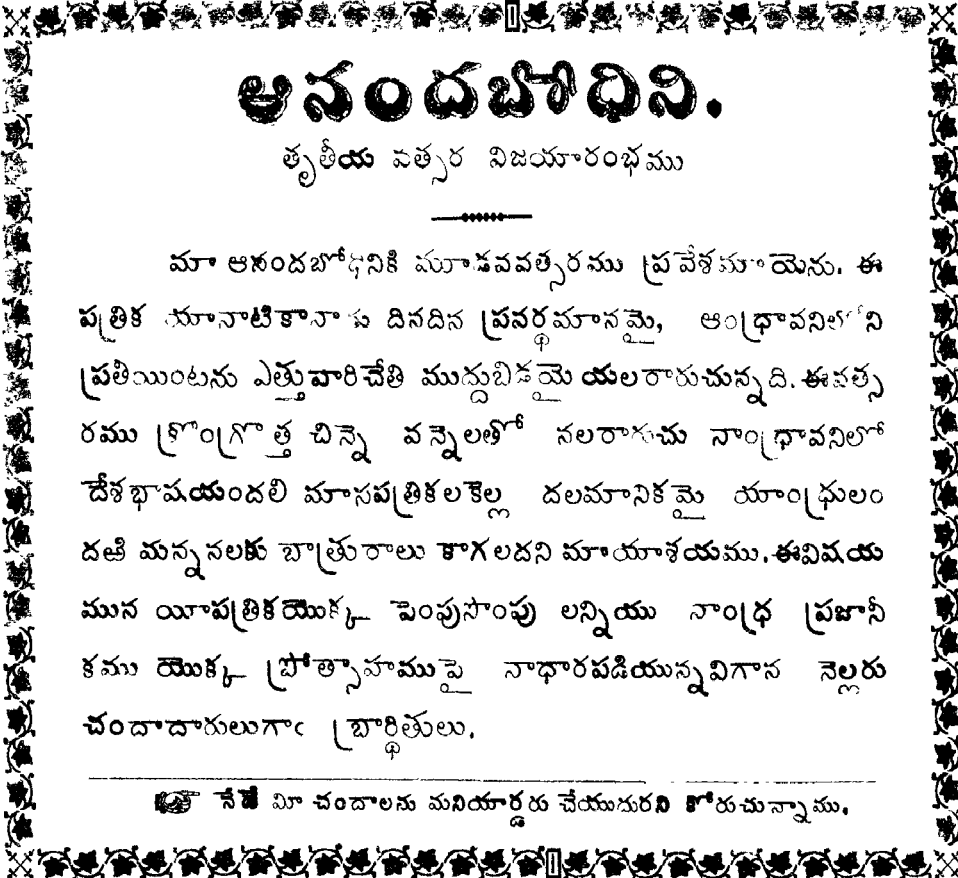 ఆనందబోధిని.
తృతీయ వత్సర విజయారంభము
మా ఆనందబోధినికి మూడవవత్సరము ప్రవేశమాయెను. ఈ
పత్రిక యానాటికానాఁడు దినదిన ప్రవర్థమానమై, ఆంధ్రావనిలోని
ప్రతియింటను ఎత్తువారిచేతి ముద్దుబిడ్డయై యలరారుచున్నది. ఈవత్స
రము క్రొంగ్రొత్త చిన్నె వన్నెలతో నలరారుచు నాంధ్రావనిలో
దేశభాషయందలి మాసపత్రికలకెల్ల దలమానికమై యాంధ్రులం
దఱి మన్ననలకు బాత్రురాలు కాగలదని మాయాశయము. ఈవిషయ
మున యీపత్రికయొక్క పెంపుసొంపు లన్నియు నాంధ్ర ప్రజానీ
కము యొక్క ప్రోత్సాహముపై నాధారపడియున్నవిగాన నెల్లరు
చందాదారులుగాఁ బ్రార్థితులు.
నేడే మీ చందాలను మనియార్డరు చేయుదురని కోరుచున్నాము.